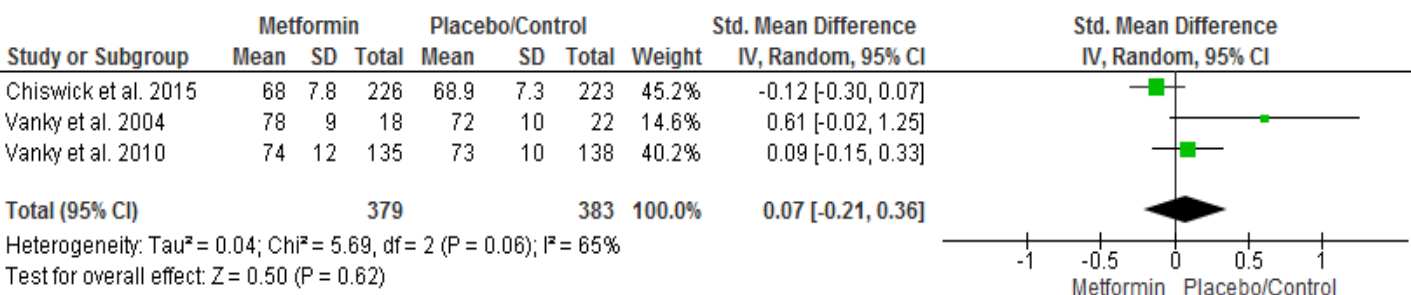 Metformin Placebo/Control Std. Mean Difference Std. Mean Difference
Study or Subgroup Mean SD Total Mean SD Total Weight IV, Random, 95% CI IV, Random, 95% CI
Chiswick et al. 2015 68 7.8 226 68.9 7.3 223 45.2% -0.12 [-0.30, 0.07]
Vanky et al. 2004 78 9 18 72 10 22 14.6% 0.61 [-0.02, 1.25]
Vanky et al. 2010 74 12 135 73 10 138 40.2% 0.09 [-0.15, 0.33]
Total (95% CI) 379 383 100.0% 0.07 [-0.21, 0.36]
Heterogeneity: Tau² = 0.04; Chi² = 5.69, df = 2 (P = 0.06); I² = 65%
Test for overall effect: Z = 0.50 (P = 0.62)
-1 -0.5 0 0.5 1
Metformin Placebo/Control